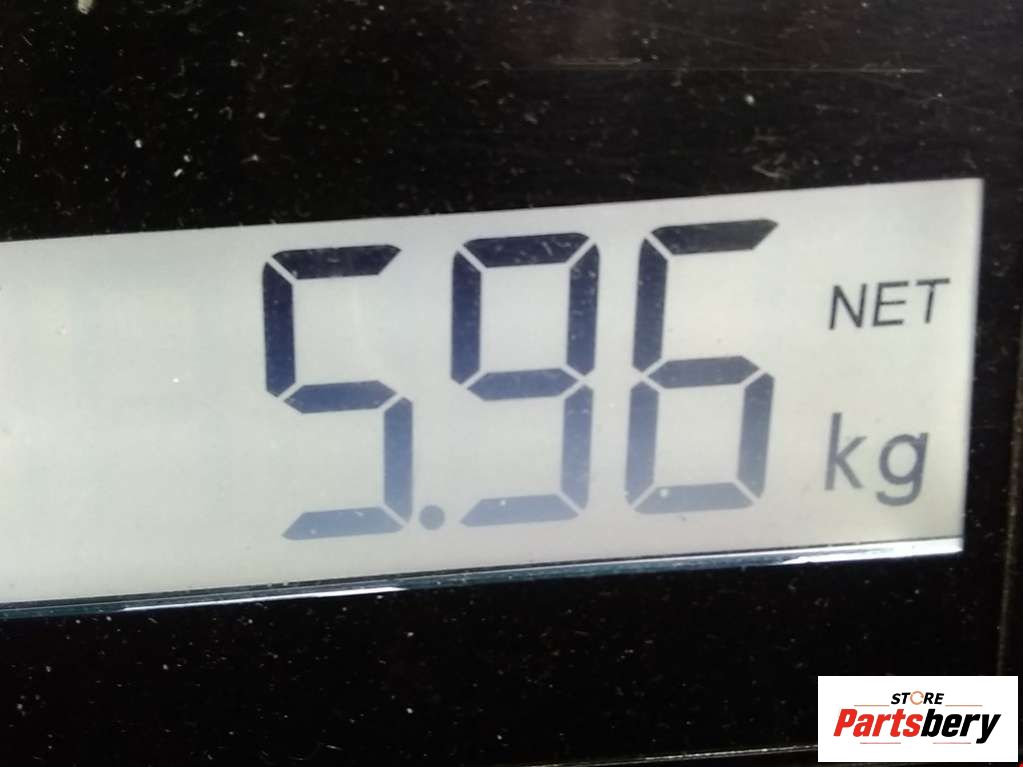 5.96 NET
kg
STORE
Partsbery